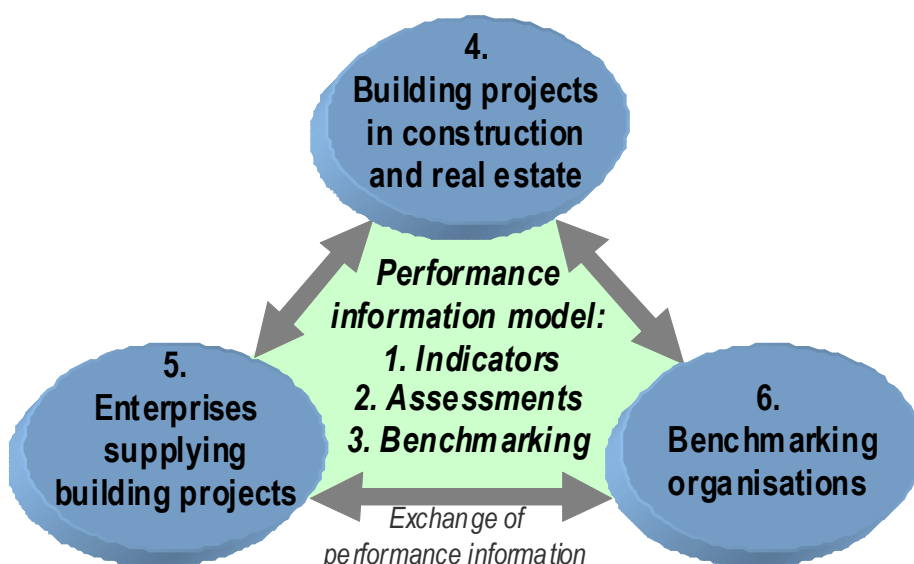 4.
Building projects
in construction
and real estate
Performance
information model:
1. Indicators
2. Assessments
3. Benchmarking
5.
Enterprises
supplying
building projects
6.
Benchmarking
organisations
Exchange of
performance information